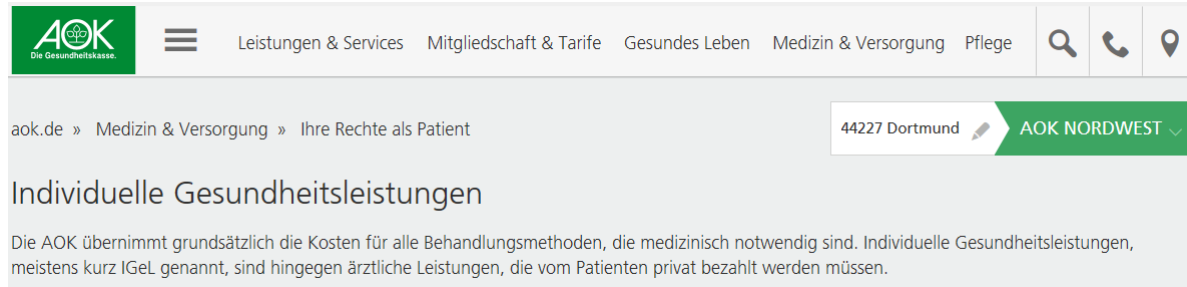 AOK
Die Gesundheitskasse.
Leistungen & Services Mitgliedschaft & Tarife Gesundes Leben Medizin & Versorgung Pflege
aok.de » Medizin & Versorgung » Ihre Rechte als Patient
44227 Dortmund AOK NORDWEST
Individuelle Gesundheitsleistungen
Die AOK übernimmt grundsätzlich die Kosten für alle Behandlungsmethoden, die medizinisch notwendig sind. Individuelle Gesundheitsleistungen,
meistens kurz IGeL genannt, sind hingegen ärztliche Leistungen, die vom Patienten privat bezahlt werden müssen.